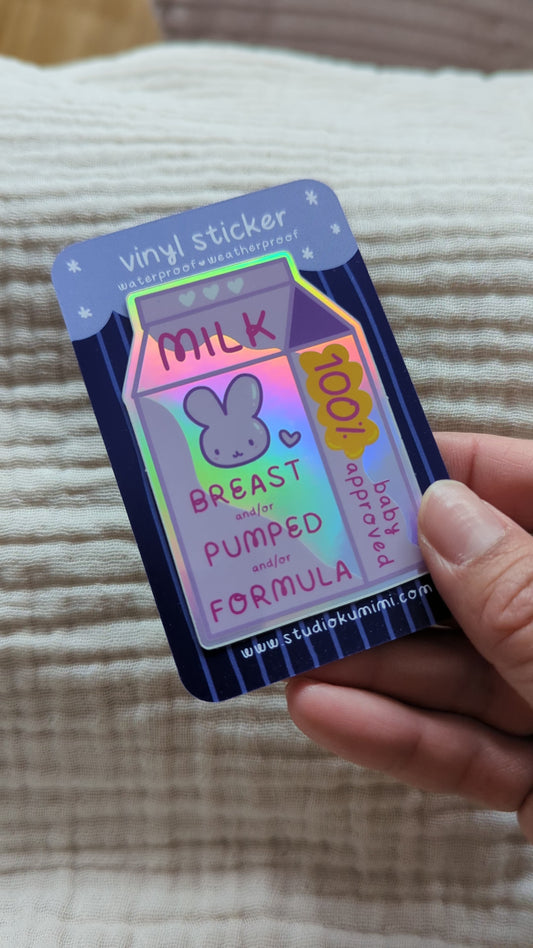 vinyl sticker
waterproof♥weatherproof
MILK
100%
baby
approved
BREAST
and/or
PUMPED
and/or
FORMULA
www.studiokumimi.com